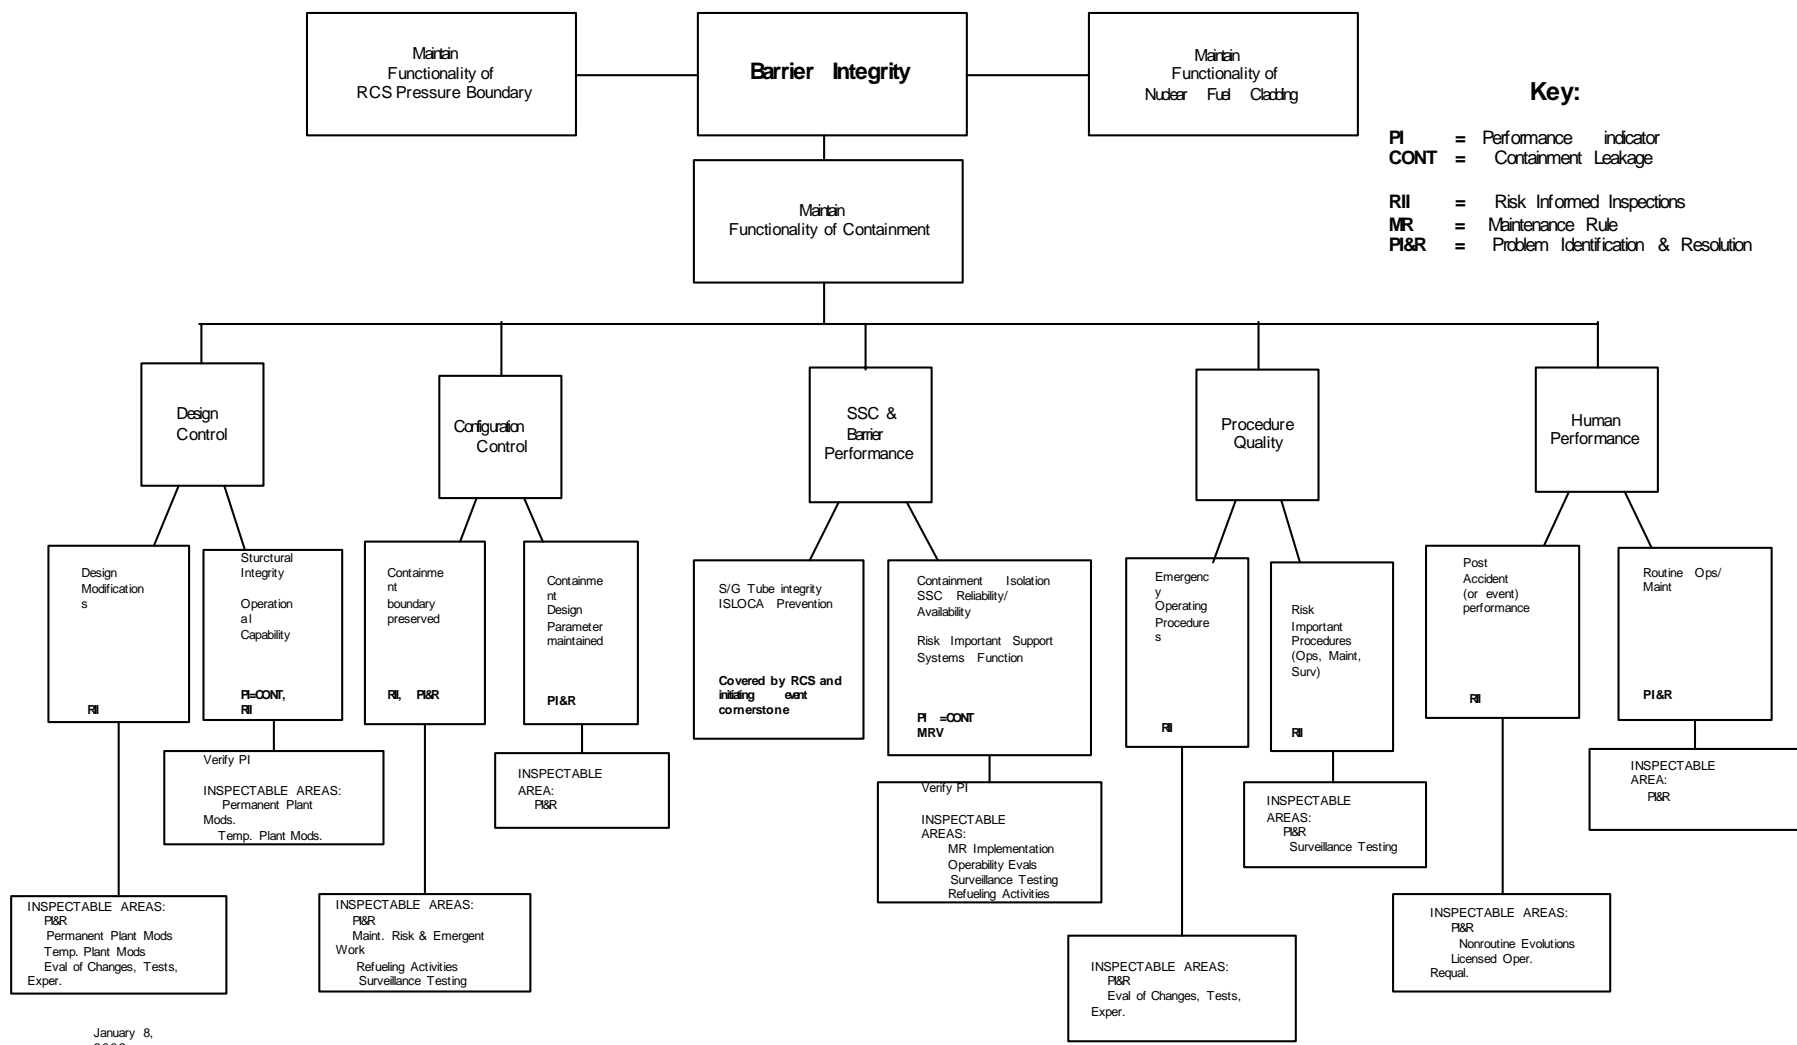 Maintain
Functionality of
RCS Pressure Boundary
Barrier Integrity
Maintain
Functionality of
Nuclear Fuel Cladding
Key:
PI = Performance indicator
CONT = Containment Leakage
RII = Risk Informed Inspections
MR = Maintenance Rule
PI&R = Problem Identification & Resolution
Maintain
Functionality of Containment
Design
Control
Configuration
Control
SSC &
Barrier
Performance
Procedure
Quality
Human
Performance
Design
Modification
s
RII
Sturctural
Integrity
Operation
al
Capability
PI=CONT,
RII
Containme
nt
boundary
preserved
RII, PI&R
Containme
nt
Design
Parameter
maintained
PI&R
S/G Tube integrity
ISLOCA Prevention
Covered by RCS and
initiating event
cornerstone
Containment Isolation
SSC Reliability/
Availability
Risk Important Support
Systems Function
PI =CONT
MRV
Emergenc
y
Operating
Procedure
s
RII
Risk
Important
Procedures
(Ops, Maint,
Surv)
RII
Post
Accident
(or event)
performance
RII
Routine Ops/
Maint
PI&R
Verify PI
INSPECTABLE AREAS:
Permanent Plant
Mods.
Temp. Plant Mods.
INSPECTABLE
AREA:
PI&R
Verify PI
INSPECTABLE
AREAS:
MR Implementation
Operability Evals
Surveillance Testing
Refueling Activities
INSPECTABLE
AREAS:
PI&R
Surveillance Testing
INSPECTABLE
AREA:
PI&R
INSPECTABLE AREAS:
PI&R
Permanent Plant Mods
Temp. Plant Mods
Eval of Changes, Tests,
Exper.
INSPECTABLE AREAS:
PI&R
Maint. Risk & Emergent
Work
Refueling Activities
Surveillance Testing
INSPECTABLE AREAS:
PI&R
Eval of Changes, Tests,
Exper.
INSPECTABLE AREAS:
PI&R
Nonroutine Evolutions
Licensed Oper.
Requal.
January 8,